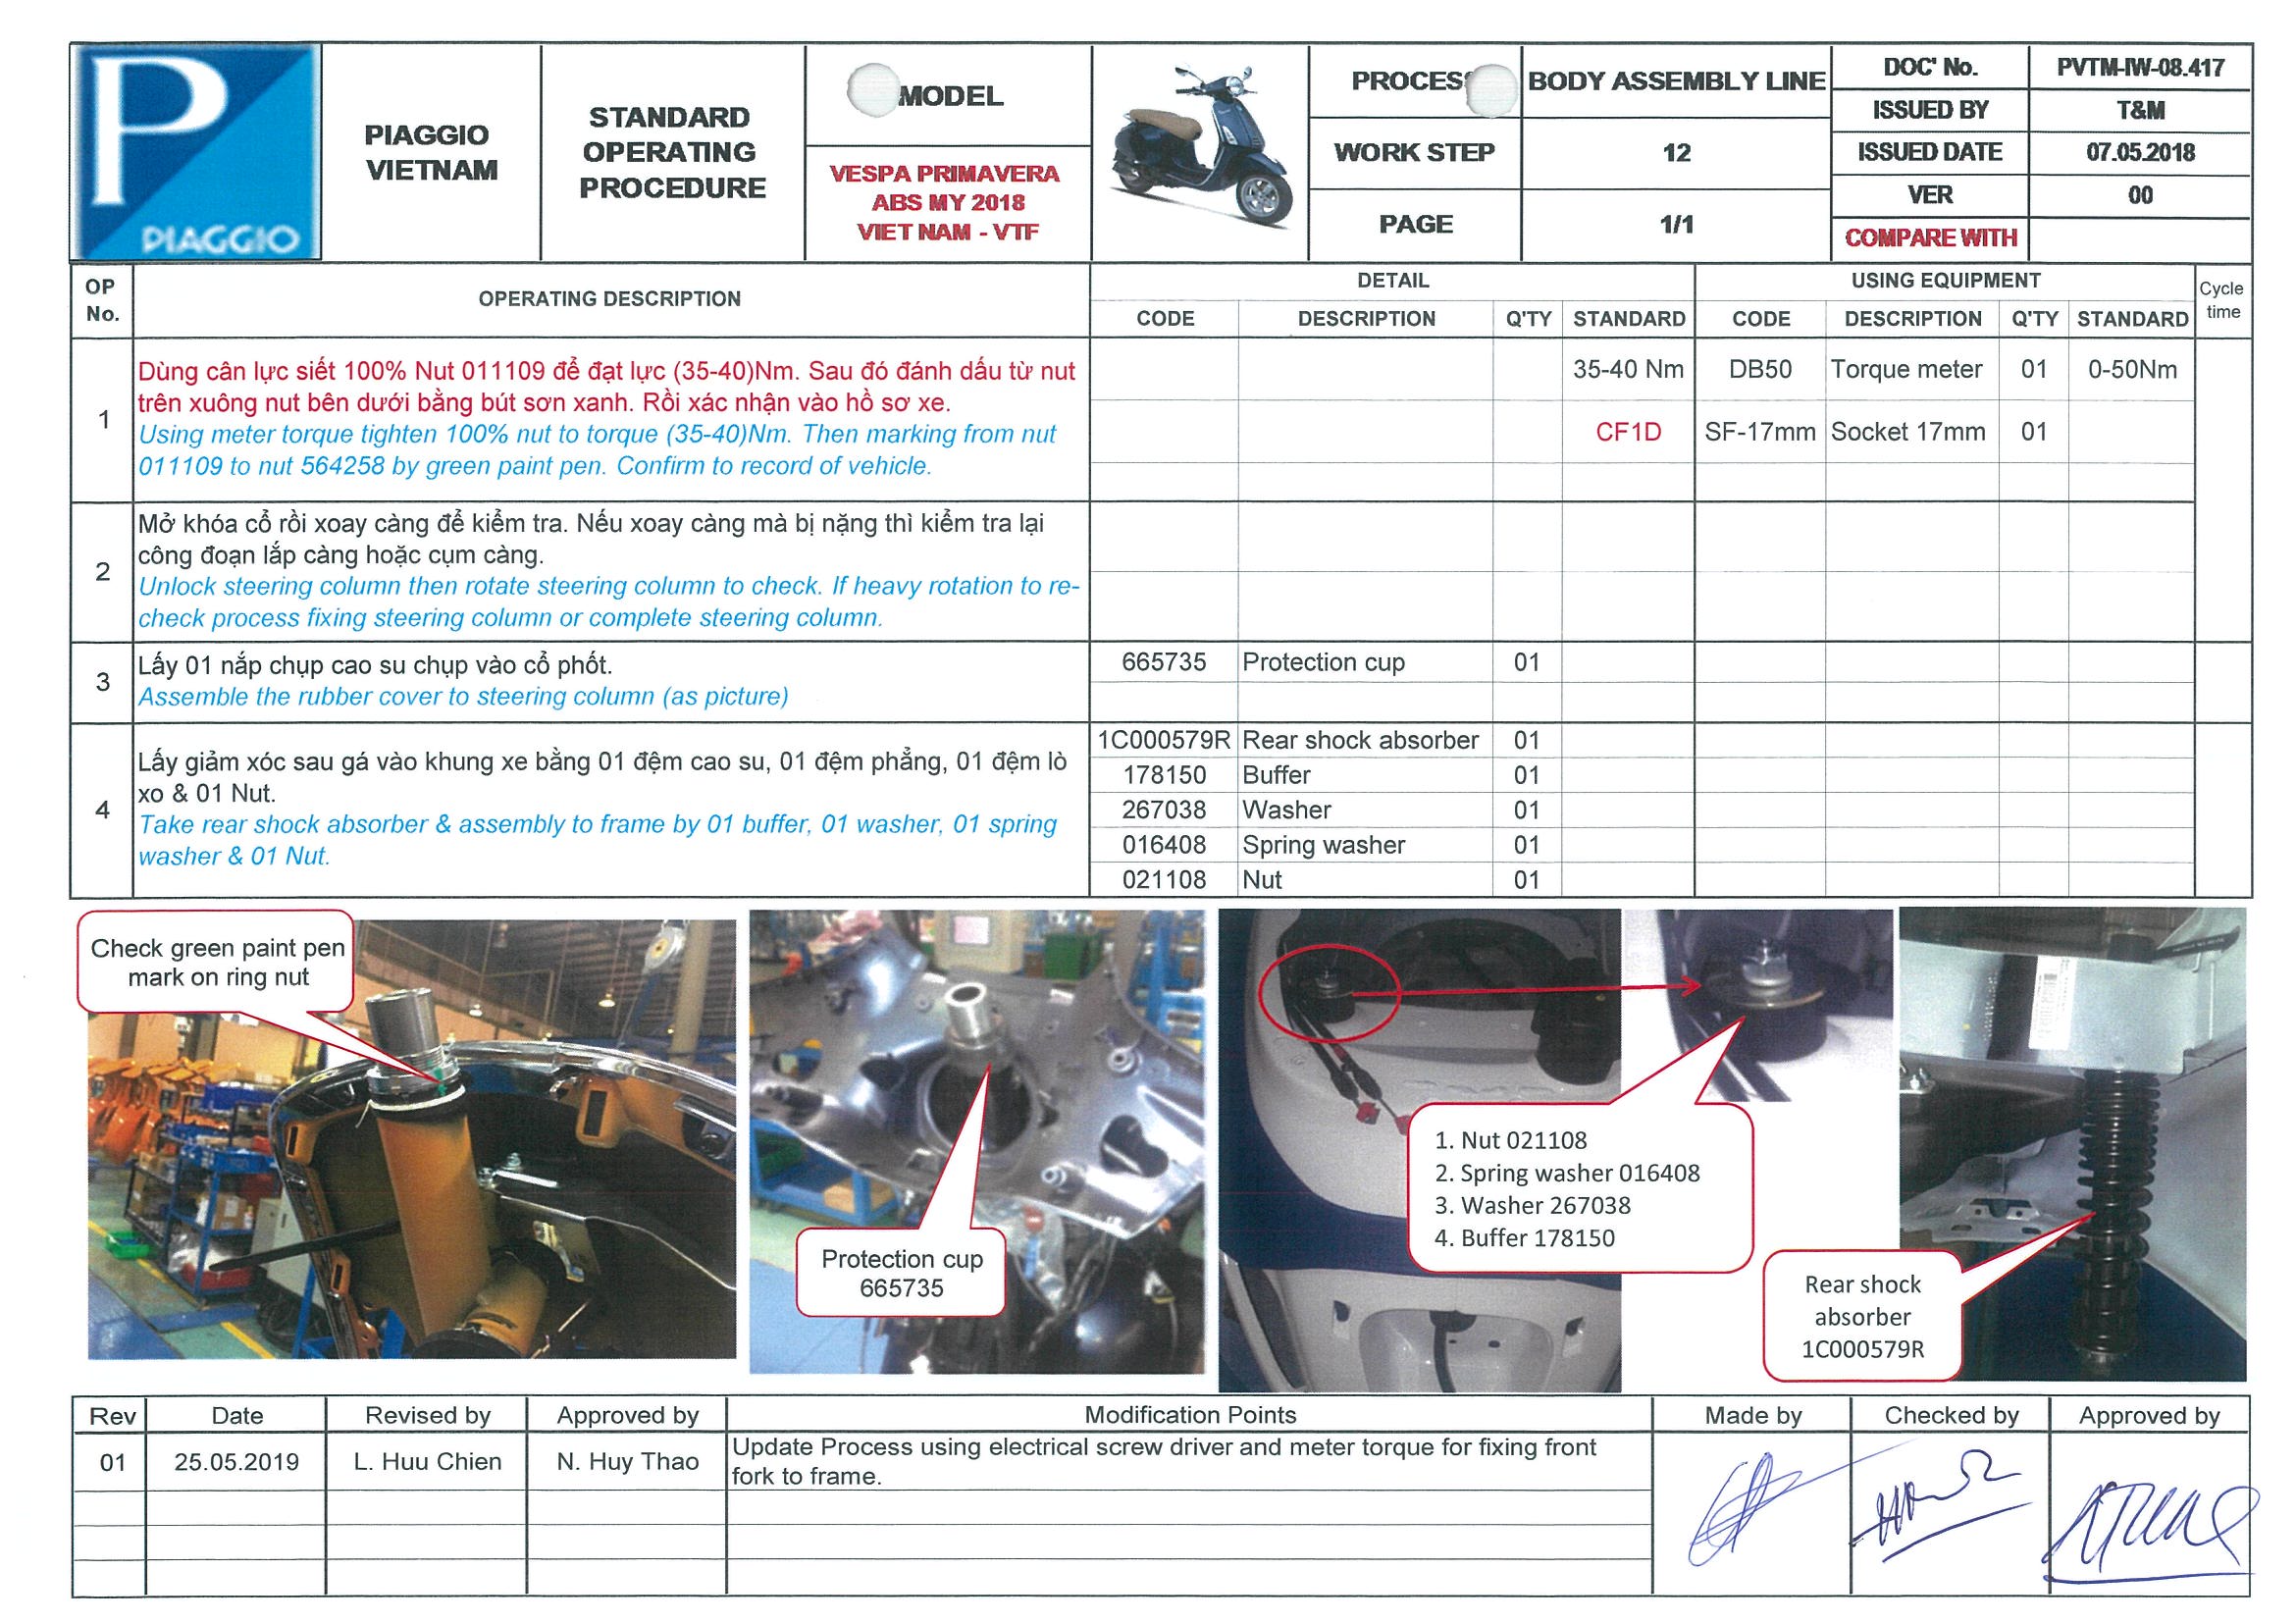 P
PIAGGIO
PIAGGIO
VIETNAM
STANDARD
OPERATING
PROCEDURE
MODEL
VESPA PRIMAVERA
ABS MY 2018
VIET NAM - VTF
PROCESS
BODY ASSEMBLY LINE
WORK STEP
12
PAGE
1/1
DOC' No.
PVTM-IW-08.417
ISSUED BY
T&M
ISSUED DATE
07.05.2018
VER
00
COMPARE WITH
OP
No.
OPERATING DESCRIPTION
DETAIL
USING EQUIPMENT
Cycle
time
CODE DESCRIPTION Q'TY STANDARD CODE DESCRIPTION Q'TY STANDARD
1
Dùng cân lực siết 100% Nut 011109 để đạt lực (35-40)Nm. Sau đó đánh dấu từ nut
trên xuông nut bên dưới bằng bút sơn xanh. Rồi xác nhận vào hồ sơ xe.
Using meter torque tighten 100% nut to torque (35-40)Nm. Then marking from nut
011109 to nut 564258 by green paint pen. Confirm to record of vehicle.
35-40 Nm DB50 Torque meter 01 0-50Nm
CF1D SF-17mm Socket 17mm 01
2
Mở khóa cổ rồi xoay càng để kiểm tra. Nếu xoay càng mà bị nặng thì kiểm tra lại
công đoạn lắp càng hoặc cụm càng.
Unlock steering column then rotate steering column to check. If heavy rotation to re-
check process fixing steering column or complete steering column.
3
Lấy 01 nắp chụp cao su chụp vào cổ phốt.
Assemble the rubber cover to steering column (as picture)
665735 Protection cup 01
4
Lấy giảm xóc sau gá vào khung xe bằng 01 đệm cao su, 01 đệm phẳng, 01 đệm lò
xo & 01 Nut.
Take rear shock absorber & assembly to frame by 01 buffer, 01 washer, 01 spring
washer & 01 Nut.
1C000579R Rear shock absorber 01
178150 Buffer 01
267038 Washer 01
016408 Spring washer 01
021108 Nut 01
Check green paint pen
mark on ring nut
Protection cup
665735
1. Nut 021108
2. Spring washer 016408
3. Washer 267038
4. Buffer 178150
Rear shock
absorber
1C000579R
Rev Date Revised by Approved by Modification Points Made by Checked by Approved by
01 25.05.2019 L. Huu Chien N. Huy Thao
Update Process using electrical screw driver and meter torque for fixing front
fork to frame.